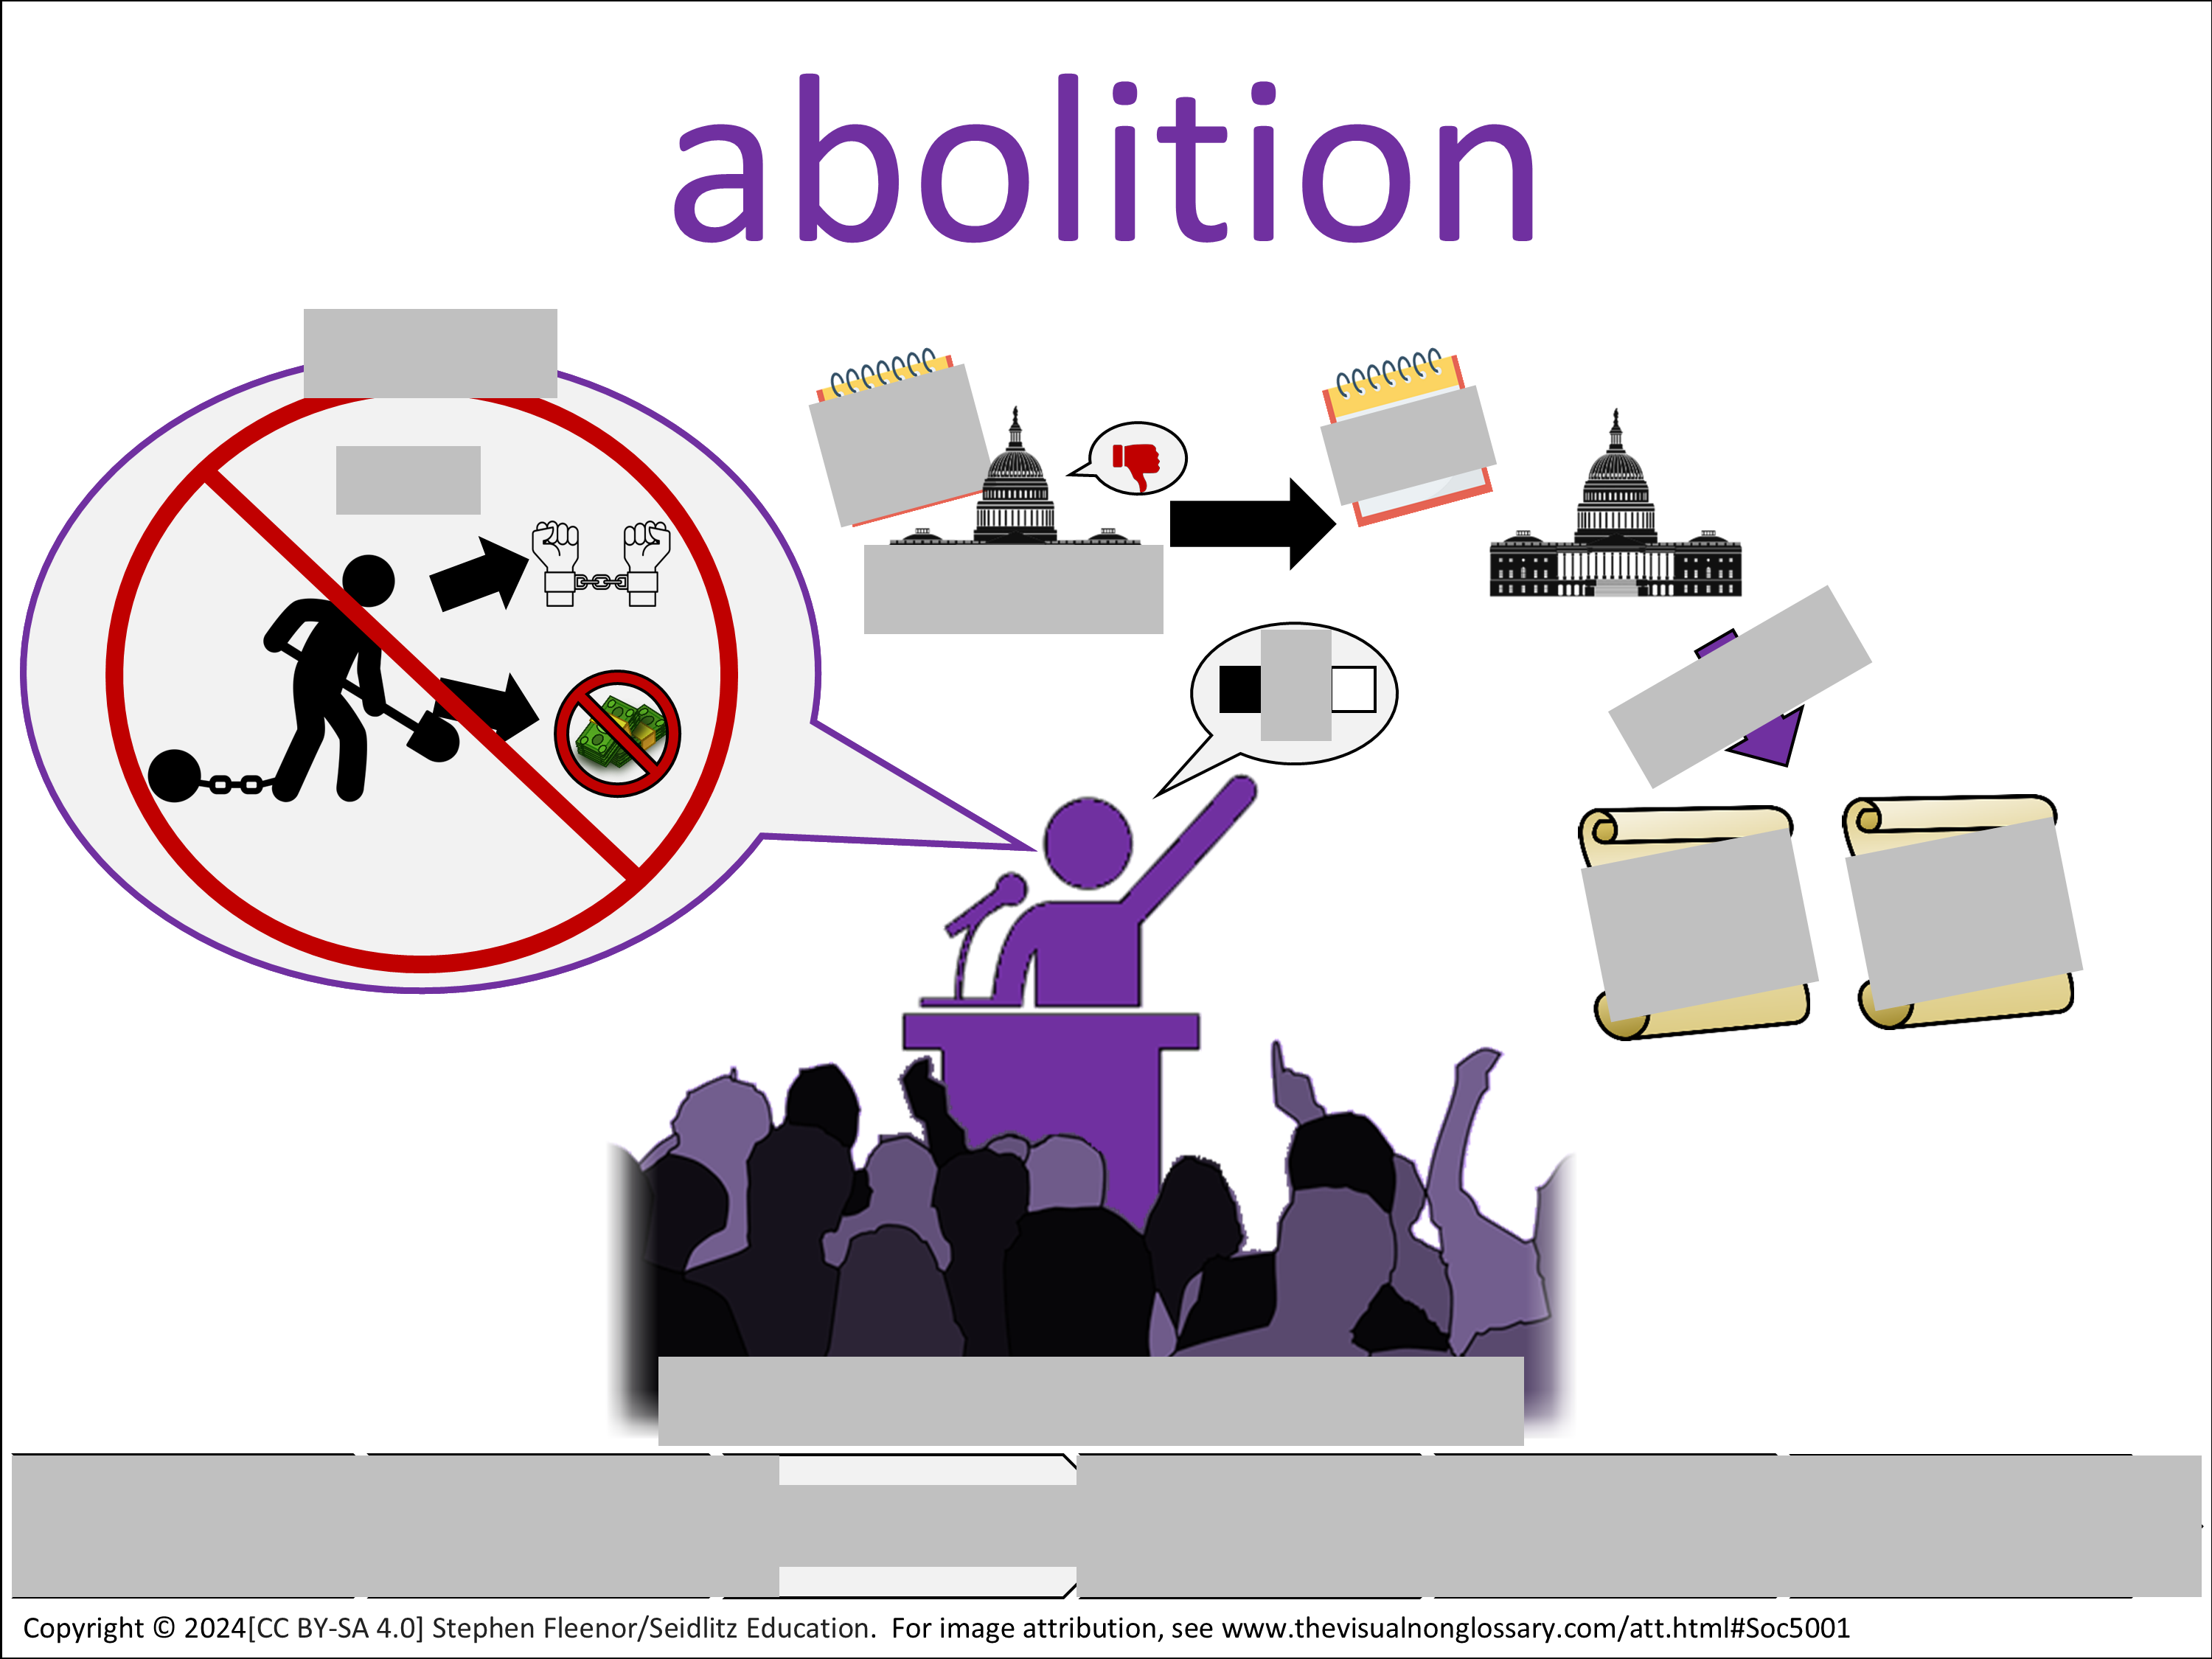 abolition
Copyright © 2024[CC BY-SA 4.0] Stephen Fleenor/Seidlitz Education.  For image attribution, see www.thevisualnonglossary.com/att.html#Soc5001